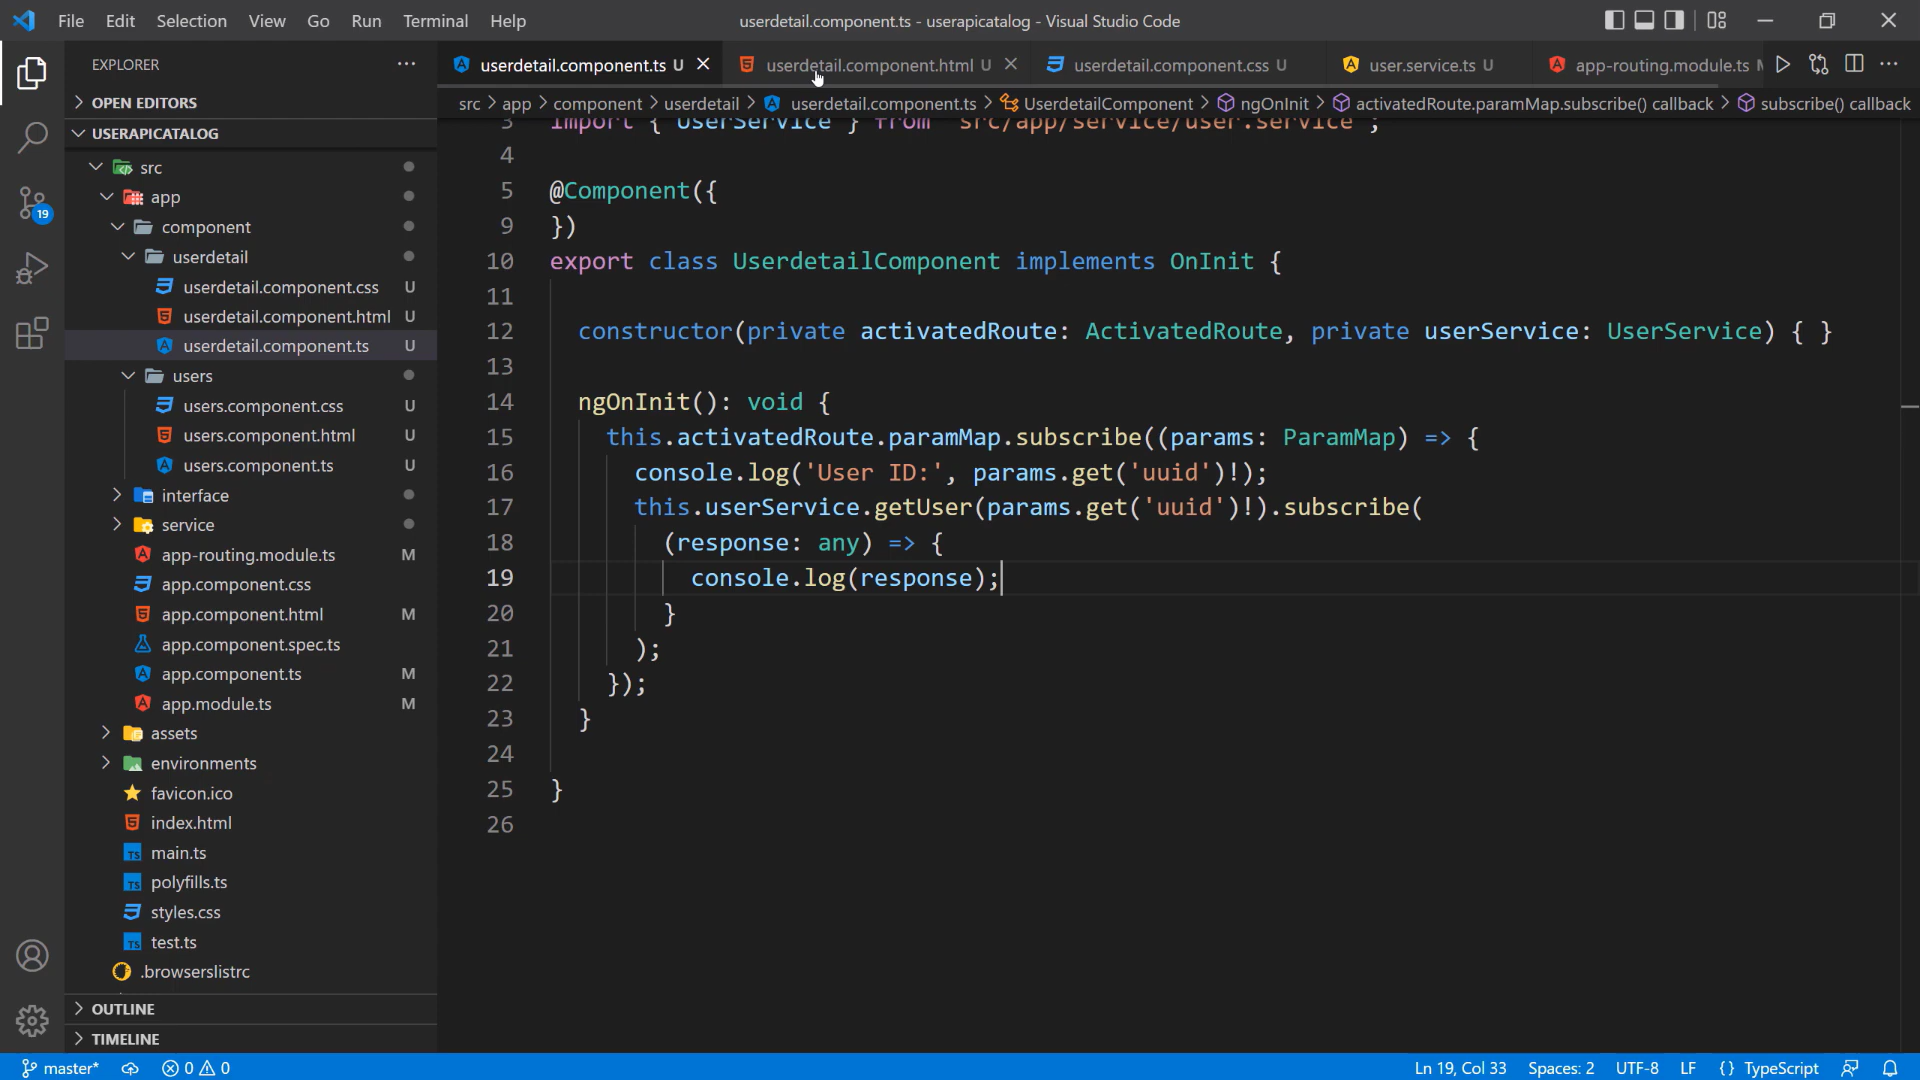 File Edit Selection View Go Run Terminal Help
userdetail.component.ts - userapicatalog - Visual Studio Code
EXPLORER
userdetail.component.ts U
userdetail.component.html U
userdetail.component.css U
user.service.ts U
app-routing.module.ts
src > app > component > userdetail > userdetail.component.ts > UserdetailComponent > ngOnInit > activatedRoute.paramMap.subscribe() callback > subscribe() callback
OPEN EDITORS
USERAPICATALOG
src
app
component
userdetail
userdetail.component.css U
userdetail.component.html U
userdetail.component.ts U
users
users.component.css U
users.component.html U
users.component.ts U
interface
service
app-routing.module.ts M
app.component.css
app.component.html M
app.component.spec.ts
app.component.ts M
app.module.ts M
assets
environments
favicon.ico
index.html
main.ts
polyfills.ts
styles.css
test.ts
.browserslistrc
OUTLINE
TIMELINE
19
3 import { UserService } from 'src/app/service/user.service';
4
5 @Component({
9 })
10 export class UserdetailComponent implements OnInit {
11
12 constructor(private activatedRoute: ActivatedRoute, private userService: UserService) { }
13
14 ngOnInit(): void {
15 this.activatedRoute.paramMap.subscribe((params: ParamMap) => {
16 console.log('User ID:', params.get('uuid')!);
17 this.userService.getUser(params.get('uuid')!).subscribe(
18 (response: any) => {
19 console.log(response);
20 }
21 );
22 });
23 }
24
25 }
26
master* 0 0
Ln 19, Col 33 Spaces: 2 UTF-8 LF {} TypeScript